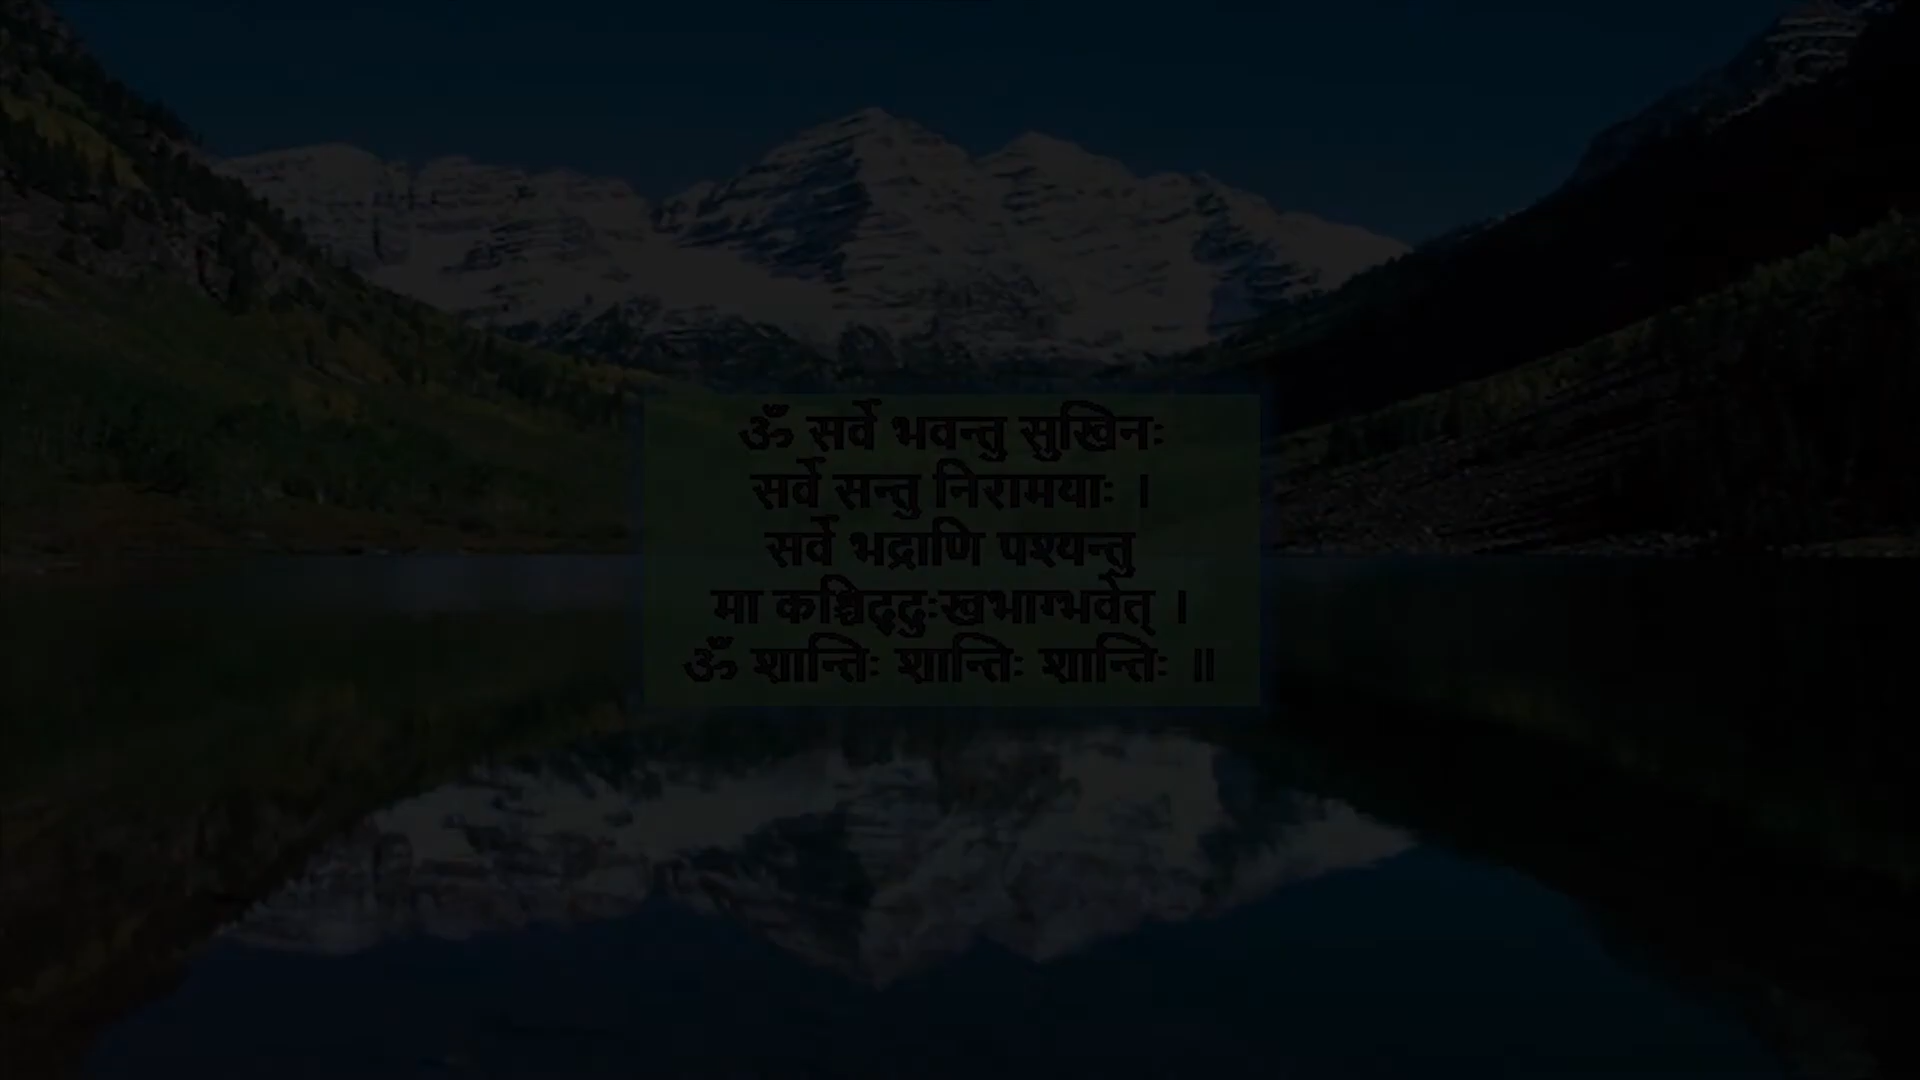 ॐ सर्वे भवन्तु सुखिनः
सर्वे सन्तु निरामयाः ।
सर्वे भद्राणि पश्यन्तु
मा कश्चिद्दुःखभाग्भवेत् ।
ॐ शान्तिः शान्तिः शान्तिः ॥